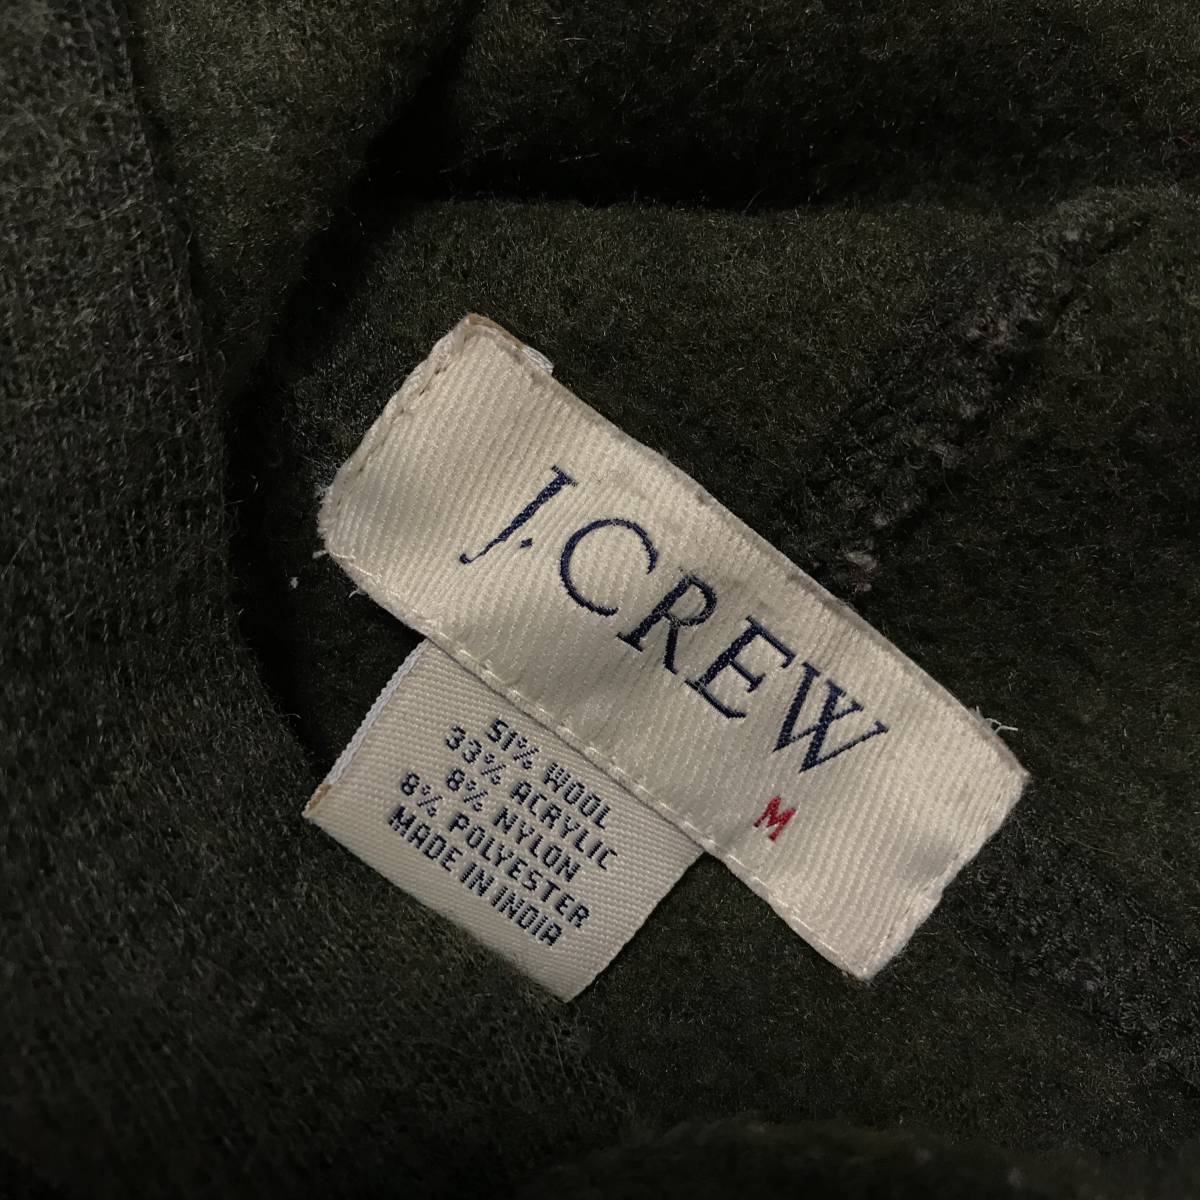 J.CREW
M
51% WOOL
33% ACRYLIC
8% NYLON
8% POLYESTER
MADE IN INDIA